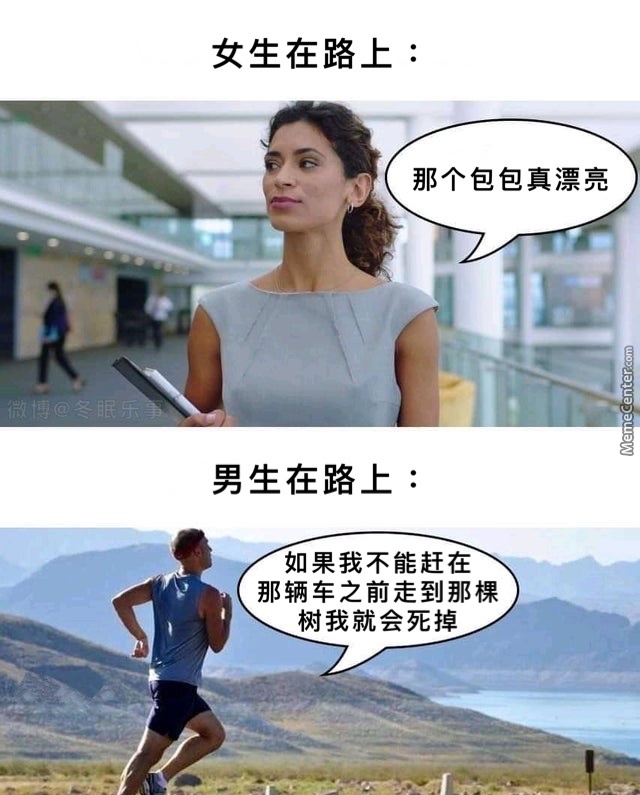 女生在路上：
那个包包真漂亮
微博@冬眠乐事
MemeCenter.com
男生在路上：
如果我不能赶在
那辆车之前走到那棵
树我就会死掉